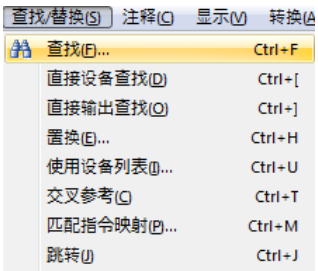 查找/替换(S) 注释(C) 显示(V) 转换(A
查找(F)... Ctrl+F
直接设备查找(D) Ctrl+[
直接输出查找(O) Ctrl+]
置换(E)... Ctrl+H
使用设备列表(I)... Ctrl+U
交叉参考(C) Ctrl+T
匹配指令映射(P)... Ctrl+M
跳转(J) Ctrl+J